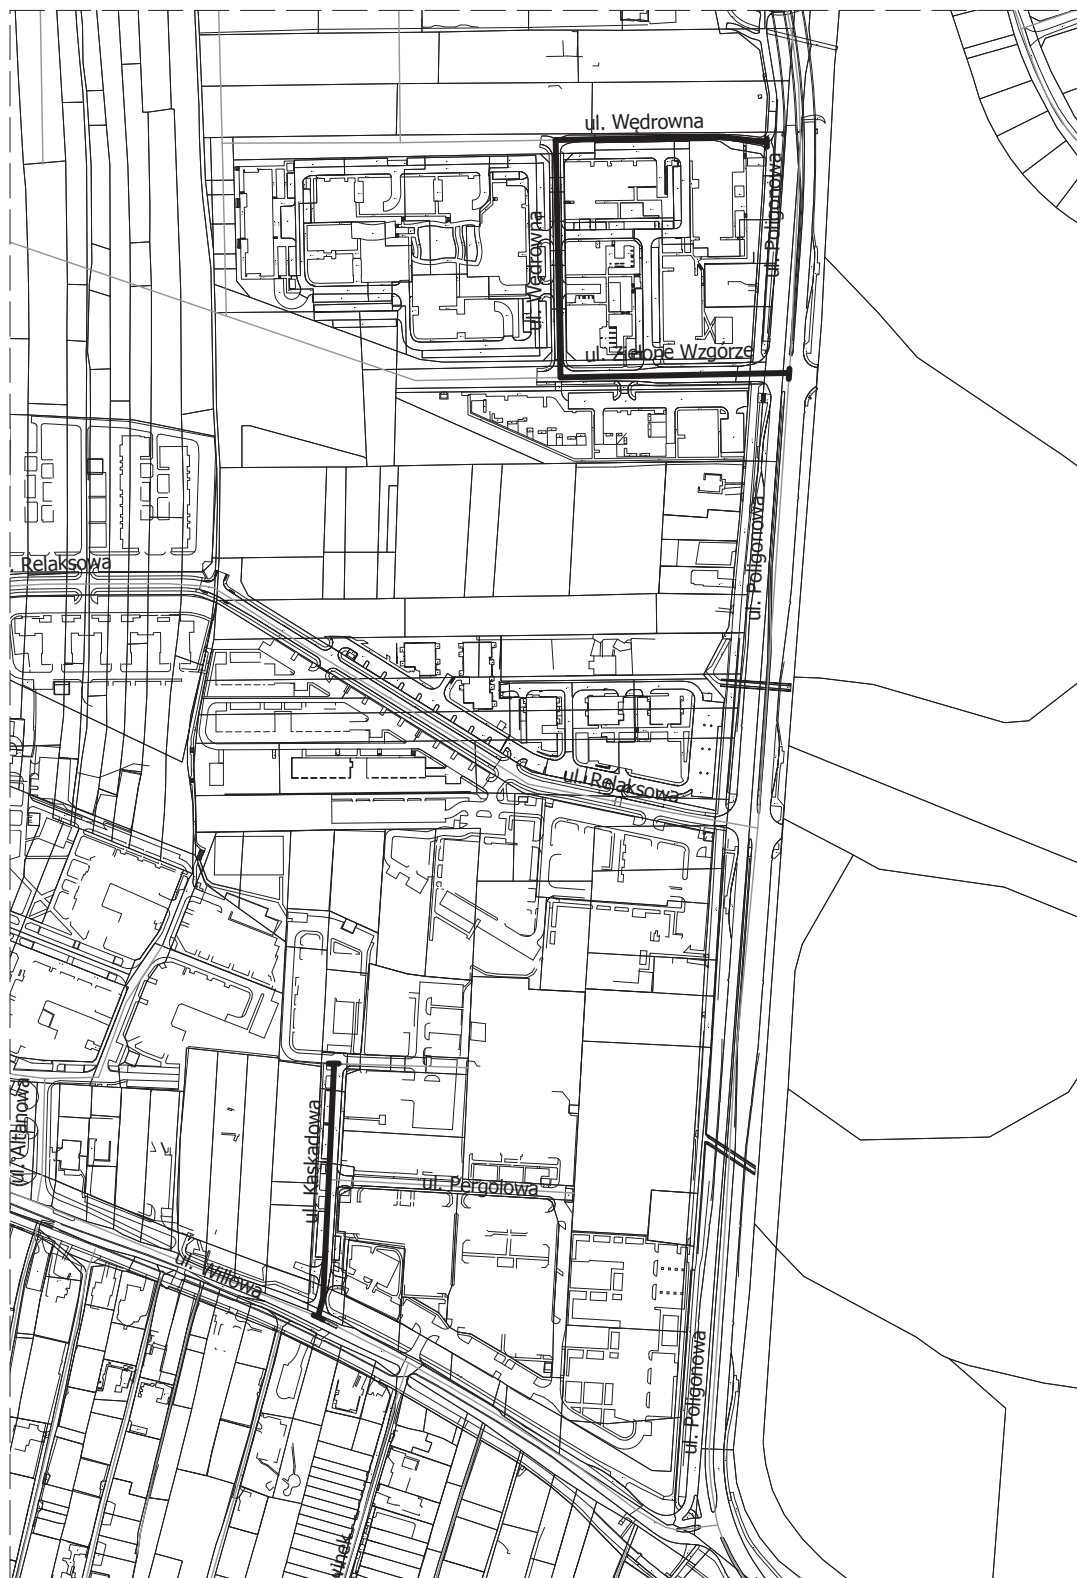 ul. Wędrowna
ul. Poligonowa
ul. Wędrowna
ul. Zielone Wzgórze
ul. Poligonowa
. Relaksowa
ul. Relaksowa
ul. Altanowa
ul. Kaskadowa
ul. Pergolowa
ul. Willowa
ul. Poligonowa
winek